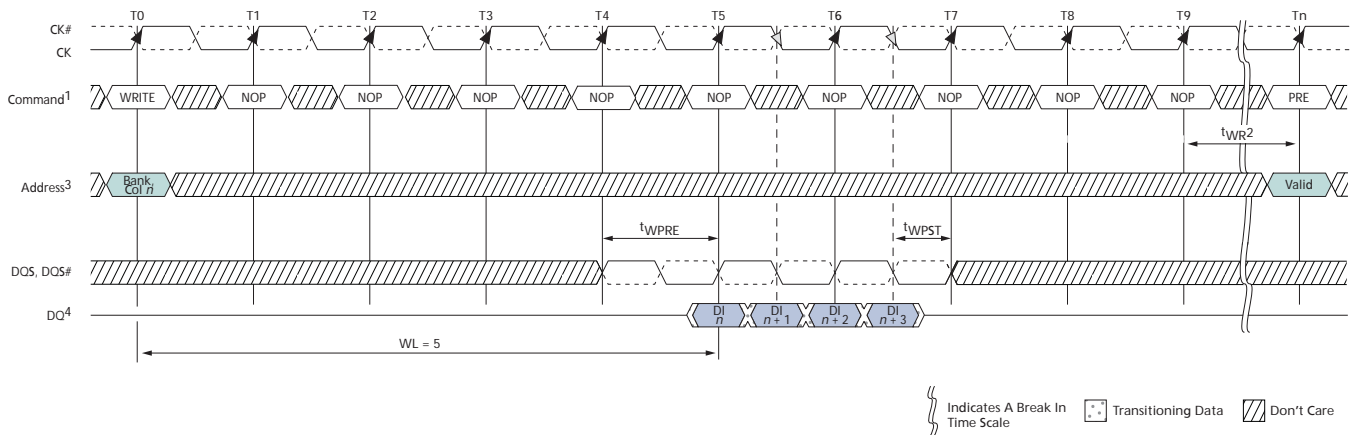 T0 T1 T2 T3 T4 T5 T6 T7 T8 T9 Tn
CK#
CK
Command1 WRITE NOP NOP NOP NOP NOP NOP NOP NOP NOP PRE
tWR2
Address3 Bank, Col n Valid
tWPRE tWPST
DQS, DQS#
DQ4 DI n DI n + 1 DI n + 2 DI n + 3
WL = 5
Indicates A Break In
Time Scale
Transitioning Data
Don't Care